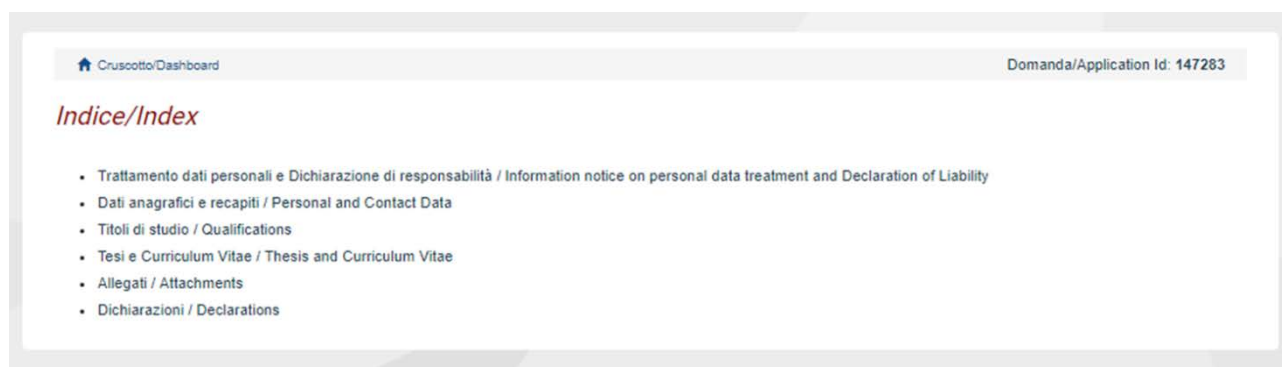 Cruscotto/Dashboard
Domanda/Application Id: 147283
Indice/Index
Trattamento dati personali e Dichiarazione di responsabilità / Information notice on personal data treatment and Declaration of Liability
Dati anagrafici e recapiti / Personal and Contact Data
Titoli di studio / Qualifications
Tesi e Curriculum Vitae / Thesis and Curriculum Vitae
Allegati / Attachments
Dichiarazioni / Declarations